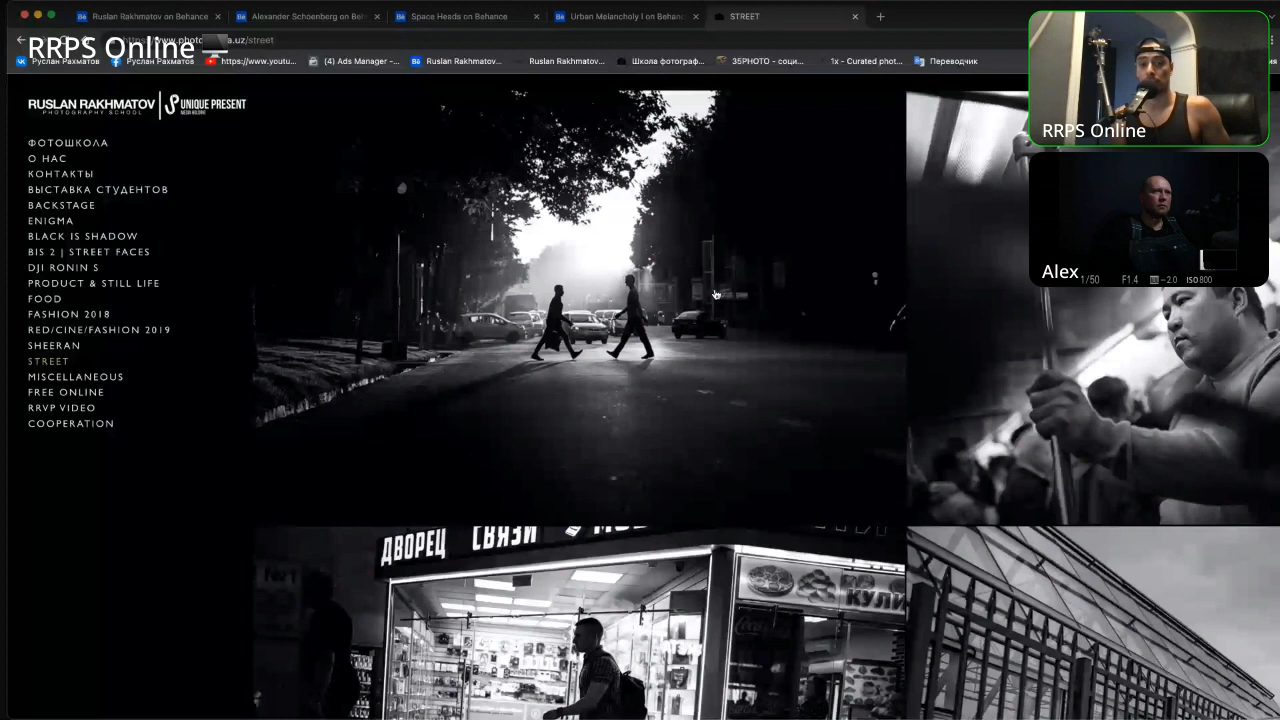 Ruslan Rakhmatov on Behance
Alexander Schoenberg on Beh
Space Heads on Behance
Urban Melancholy I on Behanc
STREET
RRPS Online
a.uz/street
Руслан Рахматов
Руслан Рахматов
https://www.youtu...
(4) Ads Manager –...
Ruslan Rakhmatov...
Ruslan Rakhmatov...
Школа фотограф...
35PHOTO - соци...
1x - Curated phot...
Переводчик
RUSLAN RAKHMATOV
PHOTOGRAPHY SCHOOL
UNIQUE PRESENT
ФОТОШКОЛА
О НАС
КОНТАКТЫ
ВЫСТАВКА СТУДЕНТОВ
BACKSTAGE
ENIGMA
BLACK IS SHADOW
BIS 2 | STREET FACES
DJI RONIN S
PRODUCT & STILL LIFE
FOOD
FASHION 2018
RED/CINE/FASHION 2019
SHEERAN
STREET
MISCELLANEOUS
FREE ONLINE
RRVP VIDEO
COOPERATION
RRPS Online
Alex
1/50 F1.4 −2.0 ISO800
ДВОРЕЦ СВЯЗИ
КУЛИ